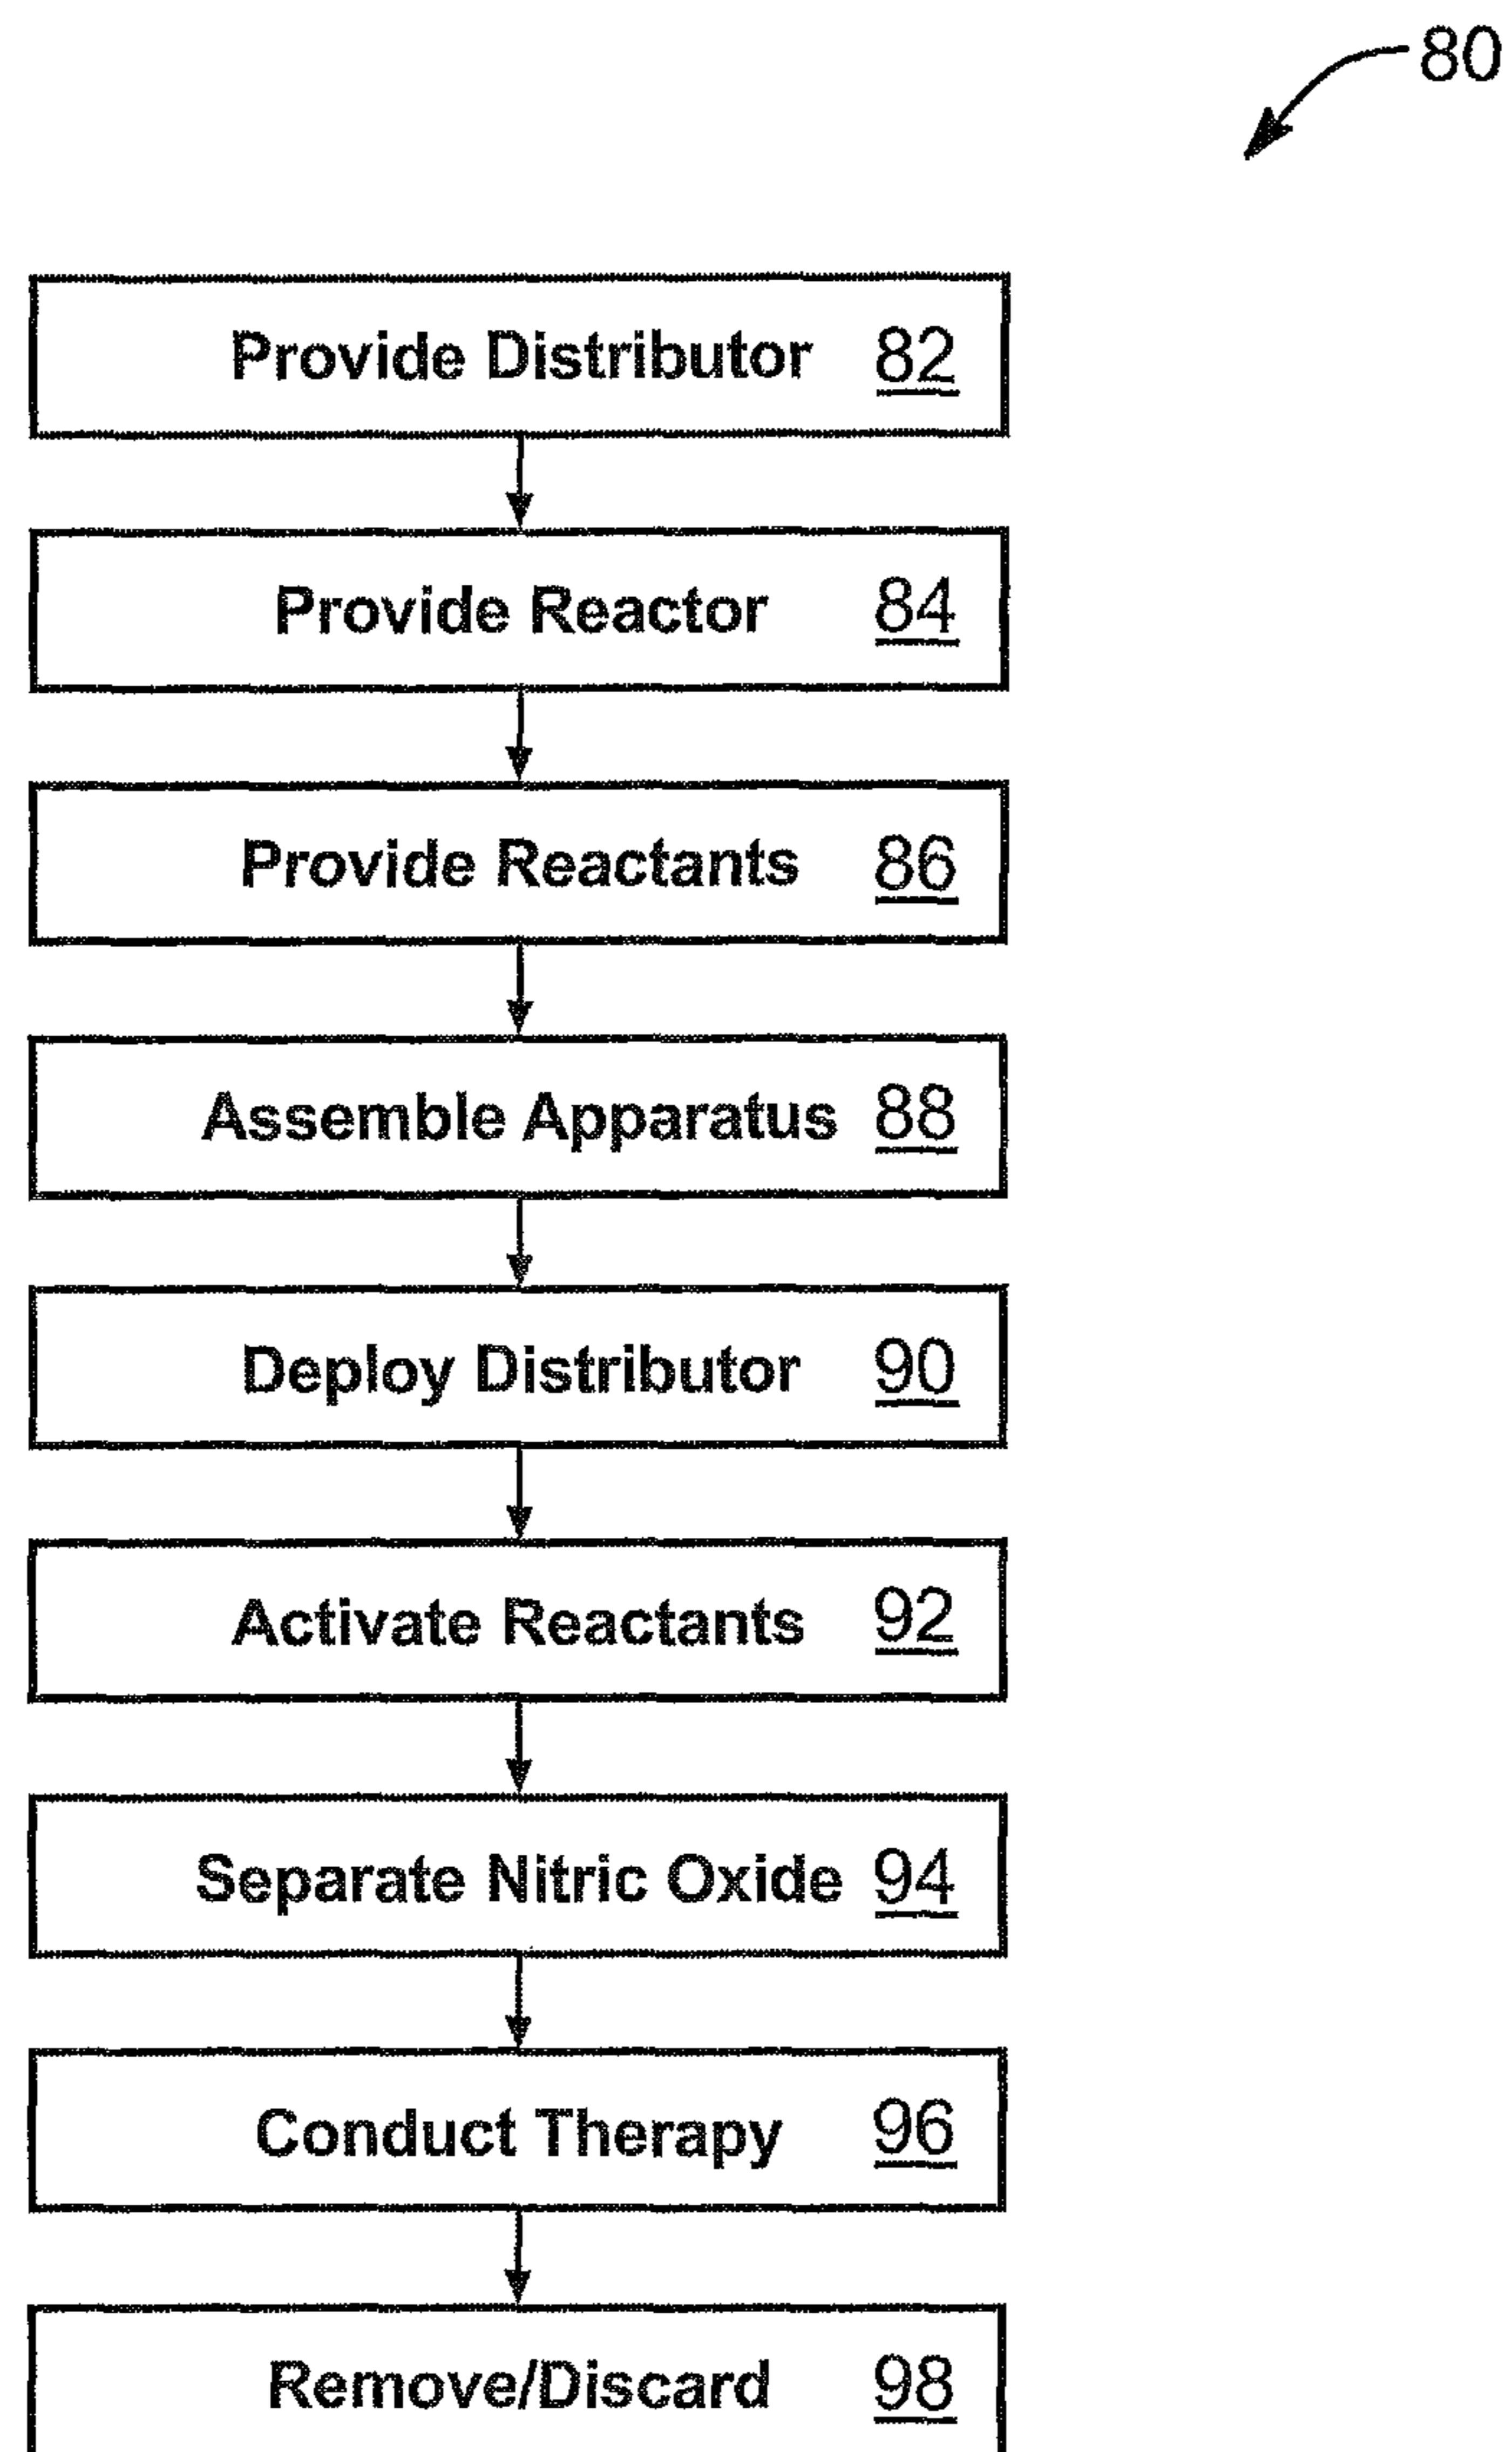 80
Provide Distributor 82
Provide Reactor 84
Provide Reactants 86
Assemble Apparatus 88
Deploy Distributor 90
Activate Reactants 92
Separate Nitric Oxide 94
Conduct Therapy 96
Remove/Discard 98